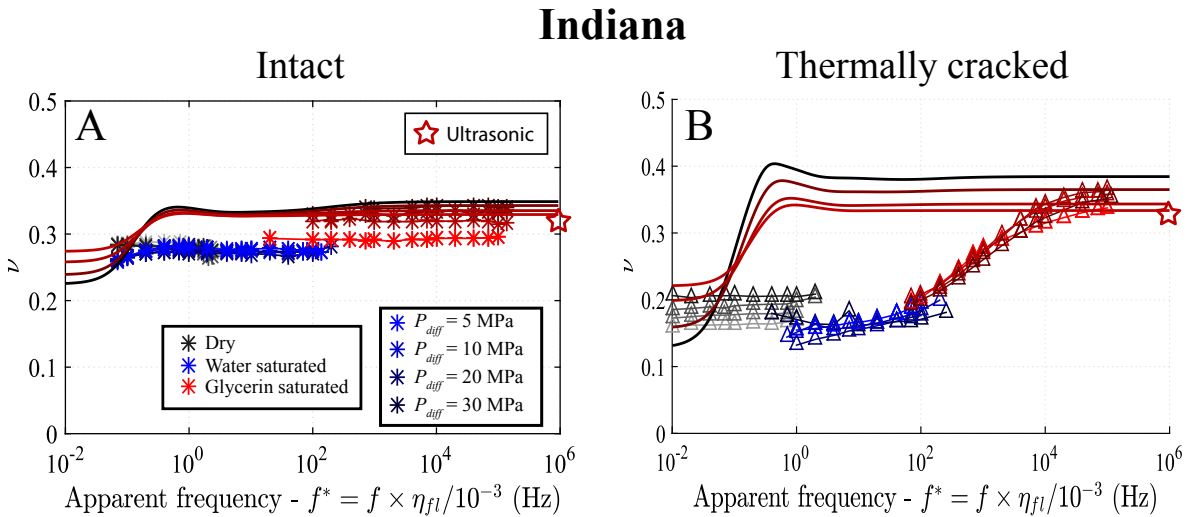 Indiana
Intact
Thermally cracked
A
Ultrasonic
Dry
Water saturated
Glycerin saturated
P_diff = 5 MPa
P_diff = 10 MPa
P_diff = 20 MPa
P_diff = 30 MPa
0.5
0.4
0.3
0.2
0.1
0
ν
10^-2
10^0
10^2
10^4
10^6
Apparent frequency - f* = f × η_fl/10^-3 (Hz)
B
0.5
0.4
0.3
0.2
0.1
0
ν
10^-2
10^0
10^2
10^4
10^6
Apparent frequency - f* = f × η_fl/10^-3 (Hz)